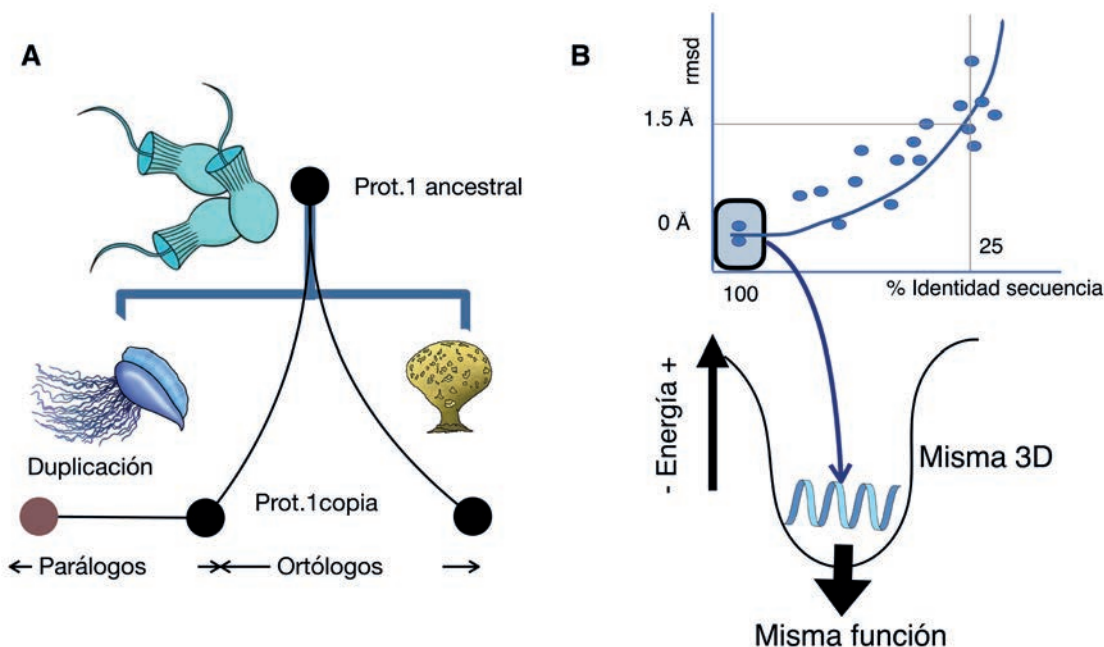 A
Prot.1 ancestral
Duplicación
Prot.1copia
Parálogos
Ortólogos
B
rmsd
1.5 Å
0 Å
25
100
% Identidad secuencia
- Energía +
Misma 3D
Misma función